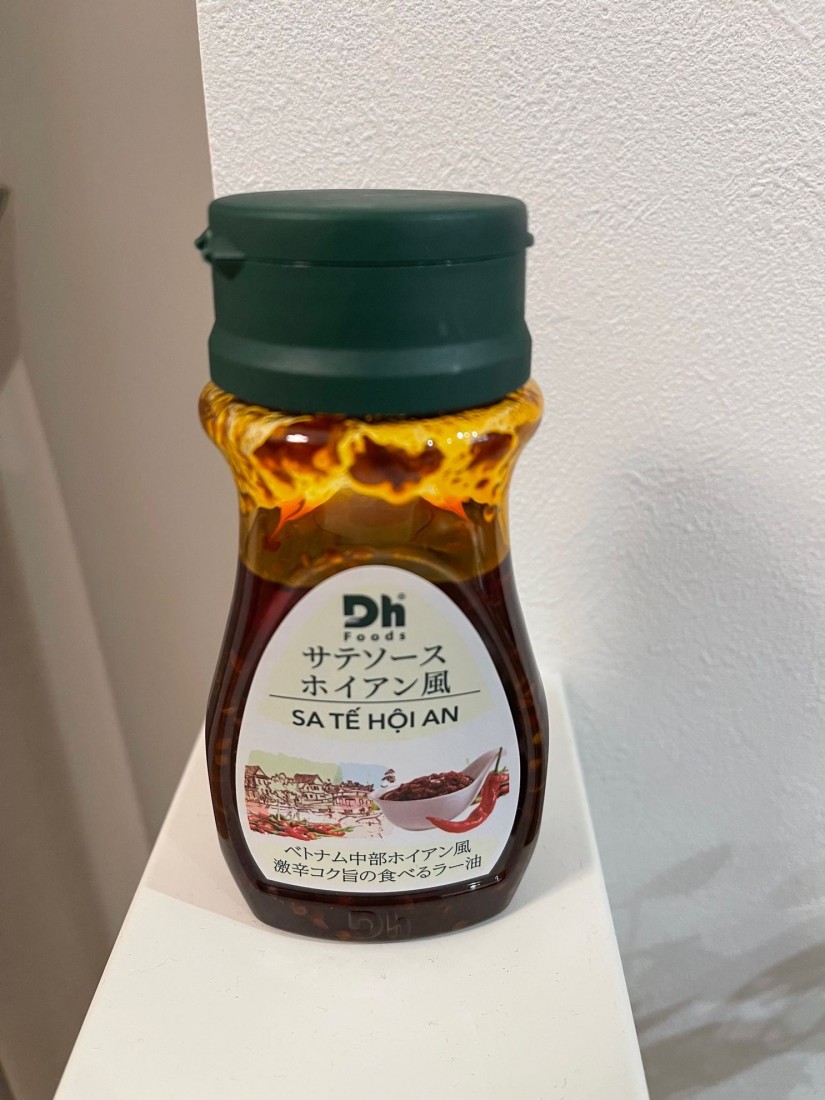 Dh®
Foods
サテソース
ホイアン風
SA TẾ HỘI AN
ベトナム中部ホイアン風
激辛コク旨の食べるラー油
Dh